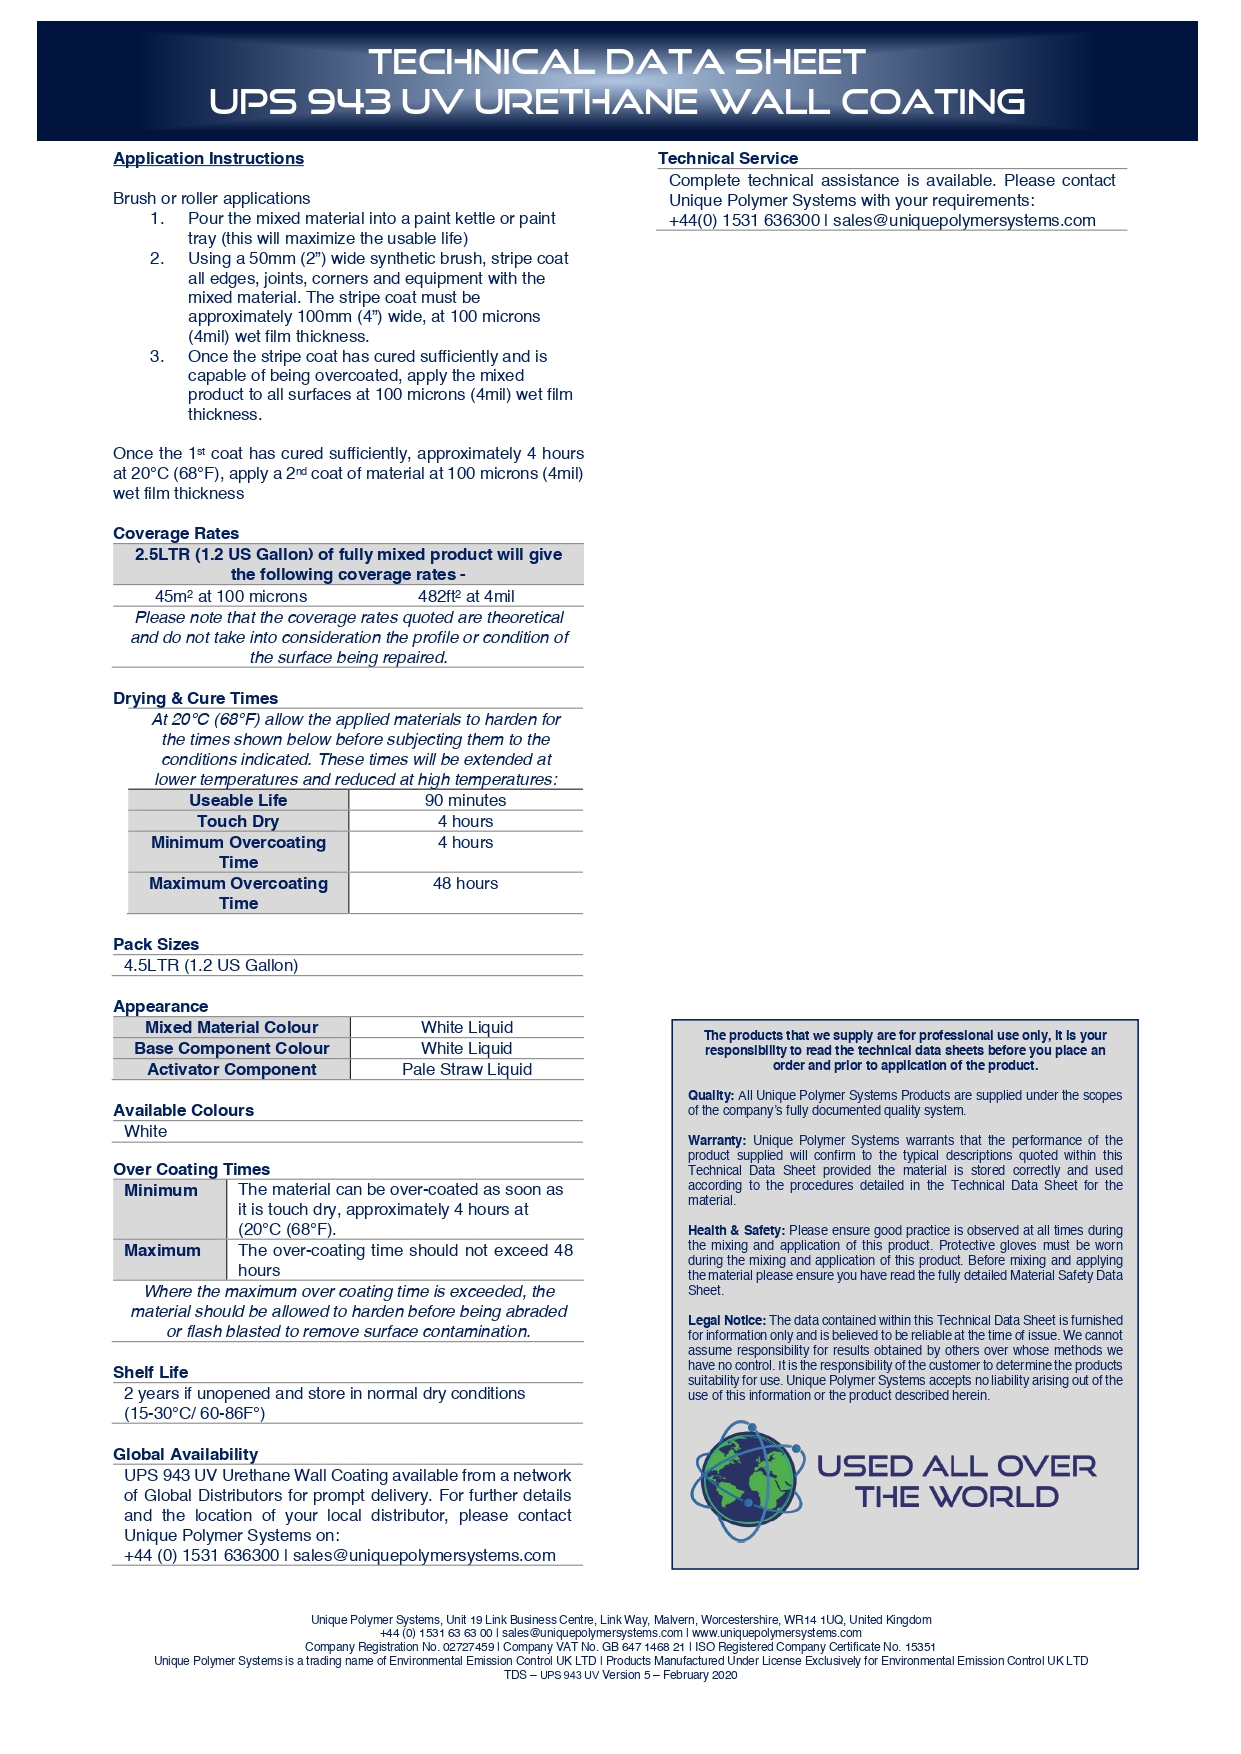 TECHNICAL DATA SHEET
UPS 943 UV URETHANE WALL COATING
Application Instructions
Brush or roller applications
1. Pour the mixed material into a paint kettle or paint
tray (this will maximize the usable life)
2. Using a 50mm (2”) wide synthetic brush, stripe coat
all edges, joints, corners and equipment with the
mixed material. The stripe coat must be
approximately 100mm (4”) wide, at 100 microns
(4mil) wet film thickness.
3. Once the stripe coat has cured sufficiently and is
capable of being overcoated, apply the mixed
product to all surfaces at 100 microns (4mil) wet film
thickness.
Once the 1st coat has cured sufficiently, approximately 4 hours
at 20°C (68°F), apply a 2nd coat of material at 100 microns (4mil)
wet film thickness
Coverage Rates
2.5LTR (1.2 US Gallon) of fully mixed product will give
the following coverage rates -
45m² at 100 microns 482ft² at 4mil
Please note that the coverage rates quoted are theoretical
and do not take into consideration the profile or condition of
the surface being repaired.
Drying & Cure Times
At 20°C (68°F) allow the applied materials to harden for
the times shown below before subjecting them to the
conditions indicated. These times will be extended at
lower temperatures and reduced at high temperatures:
Useable Life 90 minutes
Touch Dry 4 hours
Minimum Overcoating 4 hours
Time
Maximum Overcoating 48 hours
Time
Pack Sizes
4.5LTR (1.2 US Gallon)
Appearance
Mixed Material Colour White Liquid
Base Component Colour White Liquid
Activator Component Pale Straw Liquid
Available Colours
White
Over Coating Times
Minimum The material can be over-coated as soon as
it is touch dry, approximately 4 hours at
(20°C (68°F).
Maximum The over-coating time should not exceed 48
hours
Where the maximum over coating time is exceeded, the
material should be allowed to harden before being abraded
or flash blasted to remove surface contamination.
Shelf Life
2 years if unopened and store in normal dry conditions
(15-30°C/ 60-86F°)
Global Availability
UPS 943 UV Urethane Wall Coating available from a network
of Global Distributors for prompt delivery. For further details
and the location of your local distributor, please contact
Unique Polymer Systems on:
+44 (0) 1531 636300 | sales@uniquepolymersystems.com
Technical Service
Complete technical assistance is available. Please contact
Unique Polymer Systems with your requirements:
+44(0) 1531 636300 | sales@uniquepolymersystems.com
The products that we supply are for professional use only, it is your
responsibility to read the technical data sheets before you place an
order and prior to application of the product.
Quality: All Unique Polymer Systems Products are supplied under the scopes
of the company’s fully documented quality system.
Warranty: Unique Polymer Systems warrants that the performance of the
product supplied will confirm to the typical descriptions quoted within this
Technical Data Sheet provided the material is stored correctly and used
according to the procedures detailed in the Technical Data Sheet for the
material.
Health & Safety: Please ensure good practice is observed at all times during
the mixing and application of this product. Protective gloves must be worn
during the mixing and application of this product. Before mixing and applying
the material please ensure you have read the fully detailed Material Safety Data
Sheet.
Legal Notice: The data contained within this Technical Data Sheet is furnished
for information only and is believed to be reliable at the time of issue. We cannot
assume responsibility for results obtained by others over whose methods we
have no control. It is the responsibility of the customer to determine the products
suitability for use. Unique Polymer Systems accepts no liability arising out of the
use of this information or the product described herein.
USED ALL OVER
THE WORLD
Unique Polymer Systems, Unit 19 Link Business Centre, Link Way, Malvern, Worcestershire, WR14 1UQ, United Kingdom
+44 (0) 1531 63 63 00 | sales@uniquepolymersystems.com | www.uniquepolymersystems.com
Company Registration No. 02727459 | Company VAT No. GB 647 1468 21 | ISO Registered Company Certificate No. 15351
Unique Polymer Systems is a trading name of Environmental Emission Control UK LTD | Products Manufactured Under License Exclusively for Environmental Emission Control UK LTD
TDS – UPS 943 UV Version 5 – February 2020